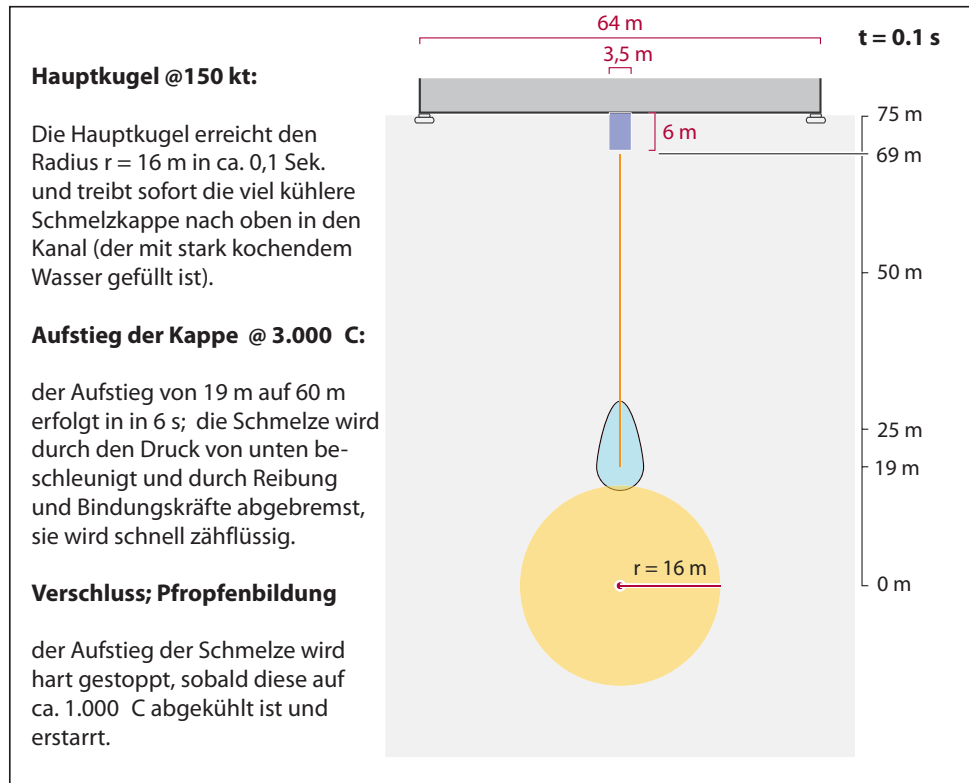 64 m
t = 0.1 s
3,5 m
Hauptkugel @150 kt:
Die Hauptkugel erreicht den
Radius r = 16 m in ca. 0,1 Sek.
und treibt sofort die viel kühlere
Schmelzkappe nach oben in den
Kanal (der mit stark kochendem
Wasser gefüllt ist).
Aufstieg der Kappe @ 3.000 C:
der Aufstieg von 19 m auf 60 m
erfolgt in in 6 s; die Schmelze wird
durch den Druck von unten be-
schleunigt und durch Reibung
und Bindungskräfte abgebremst,
sie wird schnell zähflüssig.
Verschluss; Pfropfenbildung
der Aufstieg der Schmelze wird
hart gestoppt, sobald diese auf
ca. 1.000 C abgekühlt ist und
erstarrt.
6 m
r = 16 m
75 m
69 m
50 m
25 m
19 m
0 m